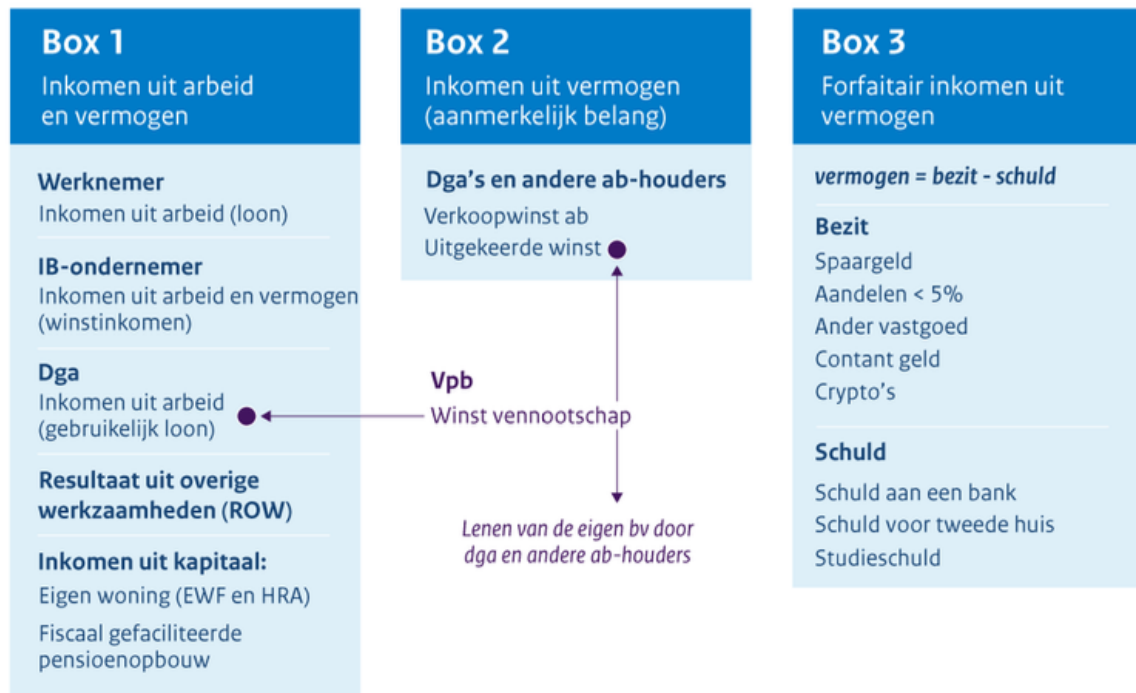 Box 1
Inkomen uit arbeid
en vermogen
Werknemer
Inkomen uit arbeid (loon)
IB-ondernemer
Inkomen uit arbeid en vermogen
(winstinkomen)
Dga
Inkomen uit arbeid
(gebruikelijk loon)
Resultaat uit overige
werkzaamheden (ROW)
Inkomen uit kapitaal:
Eigen woning (EWF en HRA)
Fiscaal gefaciliteerde
pensioenopbouw
Box 2
Inkomen uit vermogen
(aanmerkelijk belang)
Dga's en andere ab-houders
Verkoopwinst ab
Uitgekeerde winst
Vpb
Winst vennootschap
Lenen van de eigen bv door
dga en andere ab-houders
Box 3
Forfaitair inkomen uit
vermogen
vermogen = bezit - schuld
Bezit
Spaargeld
Aandelen < 5%
Ander vastgoed
Contant geld
Crypto's
Schuld
Schuld aan een bank
Schuld voor tweede huis
Studieschuld